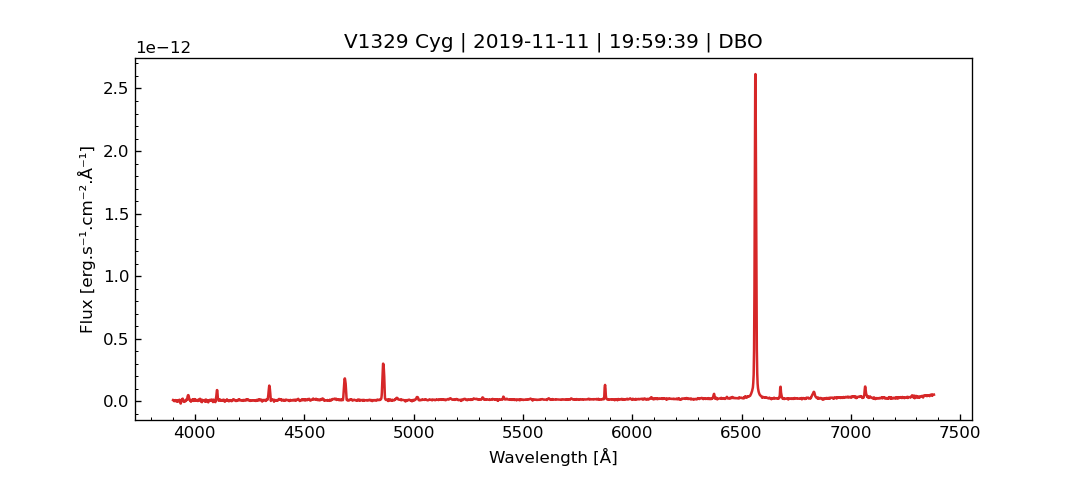 V1329 Cyg | 2019-11-11 | 19:59:39 | DBO
1e−12
2.5
2.0
1.5
1.0
0.5
0.0
Flux [erg.s⁻¹.cm⁻².Å⁻¹]
4000 4500 5000 5500 6000 6500 7000 7500
Wavelength [Å]